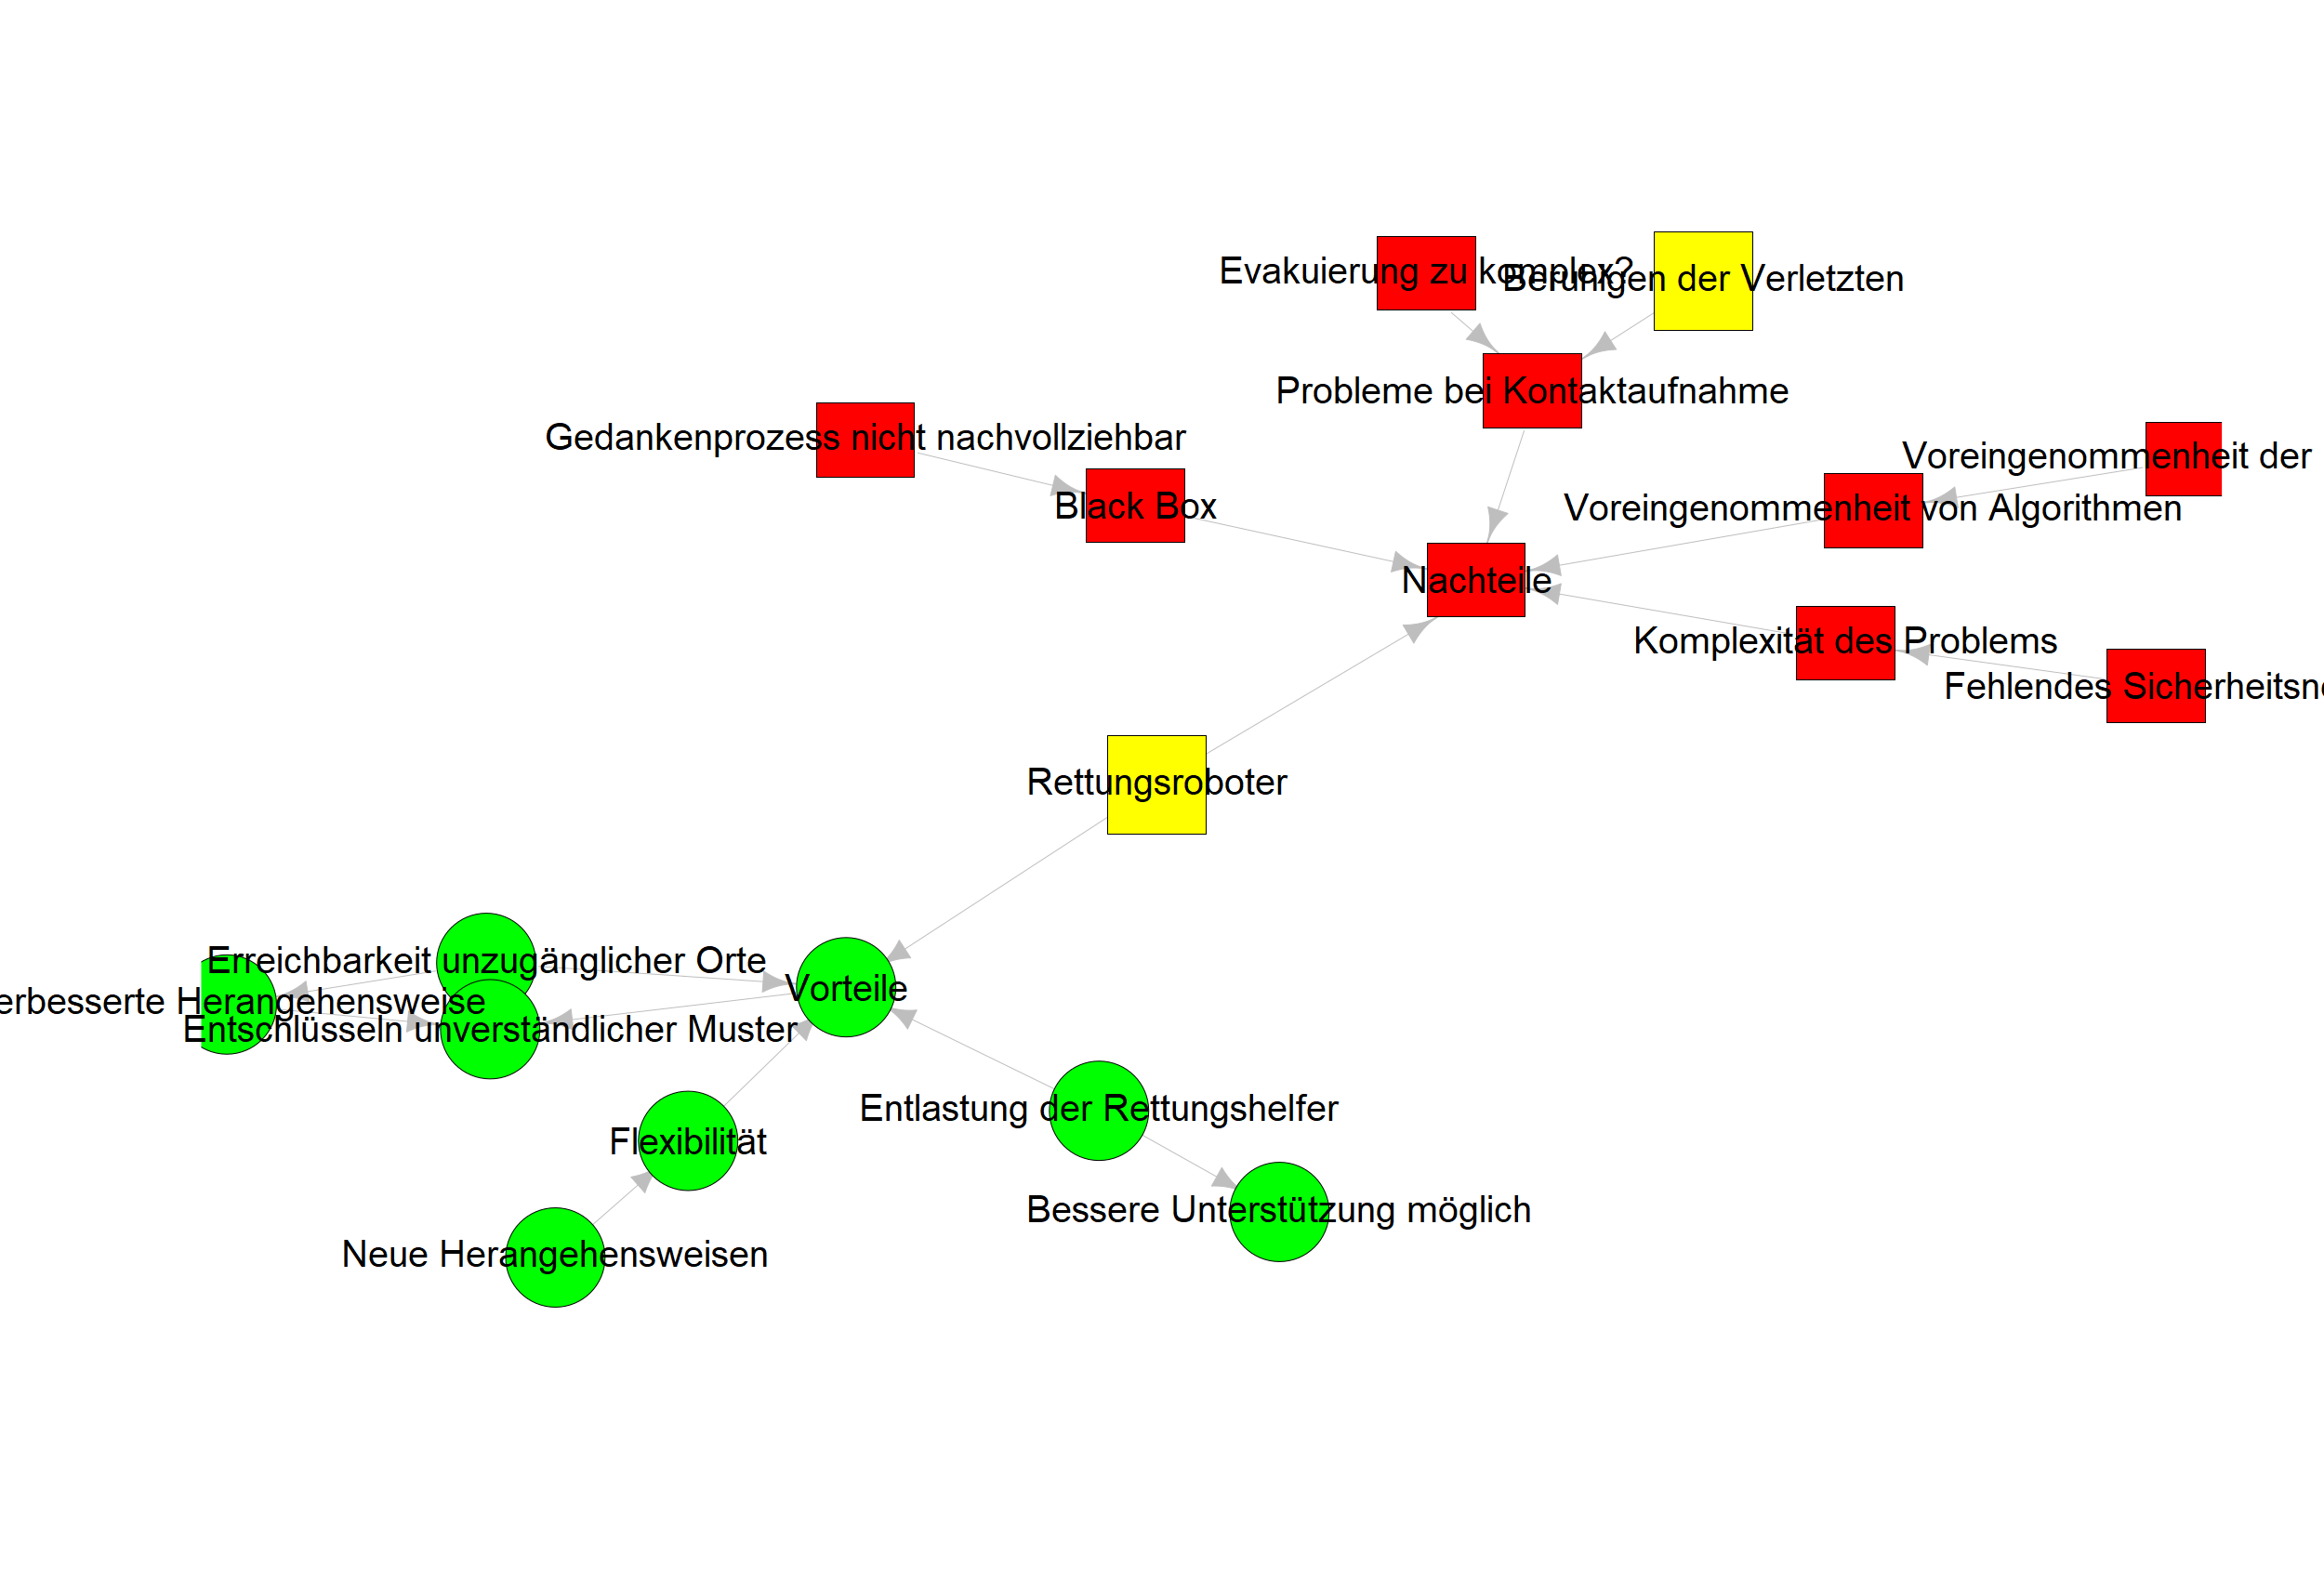 Evakuierung zu komplex?
Beruhigen der Verletzten
Probleme bei Kontaktaufnahme
Gedankenprozess nicht nachvollziehbar
Voreingenommenheit der
Black Box
Voreingenommenheit von Algorithmen
Nachteile
Komplexität des Problems
Fehlendes
Rettungsroboter
Erreichbarkeit unzugänglicher Orte
Vorteile
Herangehensweise
Entschlüsseln unverständlicher Muster
Entlastung der Rettungshelfer
Flexibilität
Bessere Unterstützung möglich
Neue Herangehensweisen